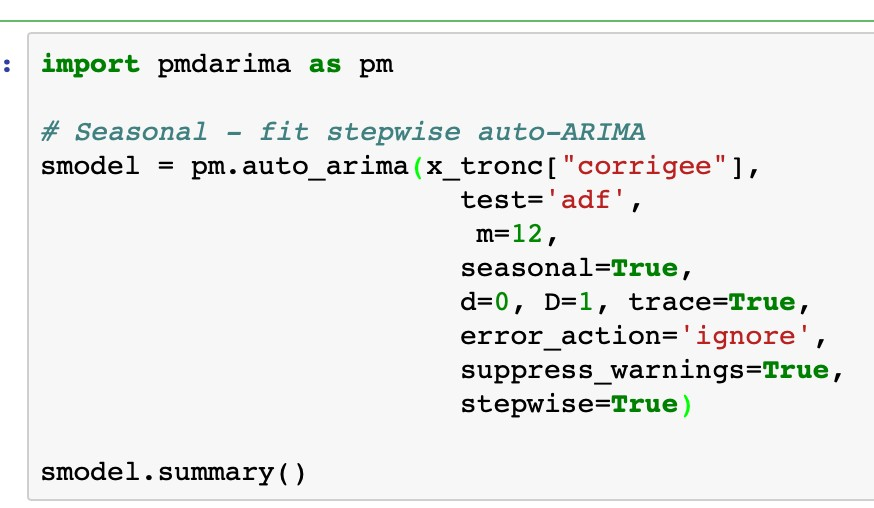 : import pmdarima as pm
# Seasonal - fit stepwise auto-ARIMA
smodel = pm.auto_arima(x_tronc["corrigee"],
test='adf',
m=12,
seasonal=True,
d=0, D=1, trace=True,
error_action='ignore',
suppress_warnings=True,
stepwise=True)
smodel.summary()